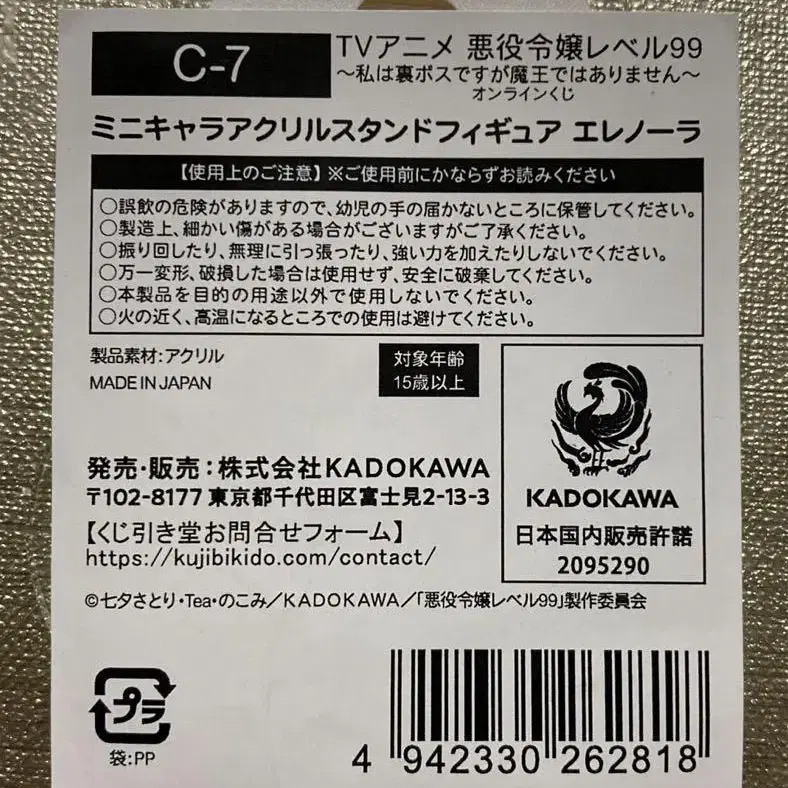 C-7
TVアニメ 悪役令嬢レベル99
～私は裏ボスですが魔王ではありません～
オンラインくじ
ミニキャラアクリルスタンドフィギュア エレノーラ
【使用上のご注意】※ご使用前にかならずお読みください
○誤飲の危険がありますので、幼児の手の届かないところに保管してください。
○製造上、細かい傷がある場合がございますがご了承ください。
○振り回したり、無理に引っ張ったり、強い力を加えたりしないでください。
○万一変形、破損した場合は使用せず、安全に破棄してください。
○本製品を目的の用途以外で使用しないでください。
○火の近く、高温になるところでの使用は避けてください。
製品素材：アクリル
MADE IN JAPAN
対象年齢
15歳以上
発売・販売：株式会社KADOKAWA
〒102-8177 東京都千代田区富士見2-13-3
【くじ引き堂お問合せフォーム】
https://kujibikido.com/contact/
KADOKAWA
日本国内販売許諾
2095290
©七夕さとり・Tea・のこみ／KADOKAWA／「悪役令嬢レベル99」製作委員会
プラ
袋：PP
4 942330 262818